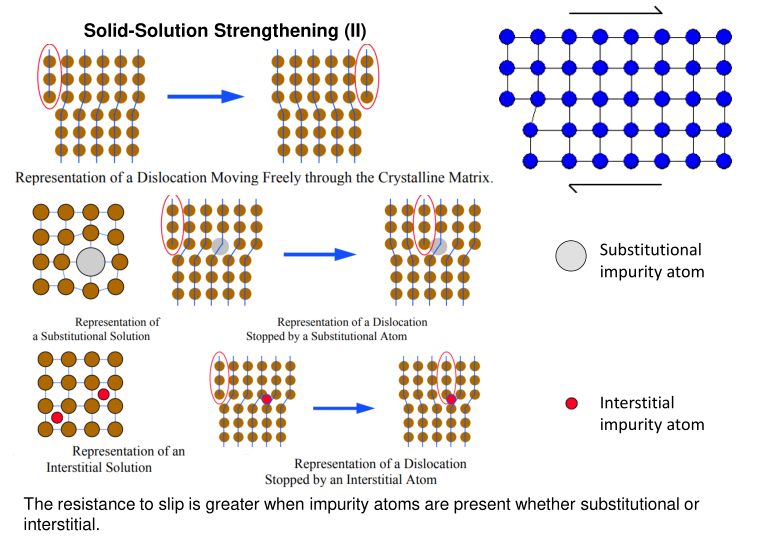 Solid-Solution Strengthening (II)
Representation of a Dislocation Moving Freely through the Crystalline Matrix.
Representation of
a Substitutional Solution
Representation of a Dislocation
Stopped by a Substitutional Atom
Substitutional
impurity atom
Representation of an
Interstitial Solution
Representation of a Dislocation
Stopped by an Interstitial Atom
Interstitial
impurity atom
The resistance to slip is greater when impurity atoms are present whether substitutional or
interstitial.